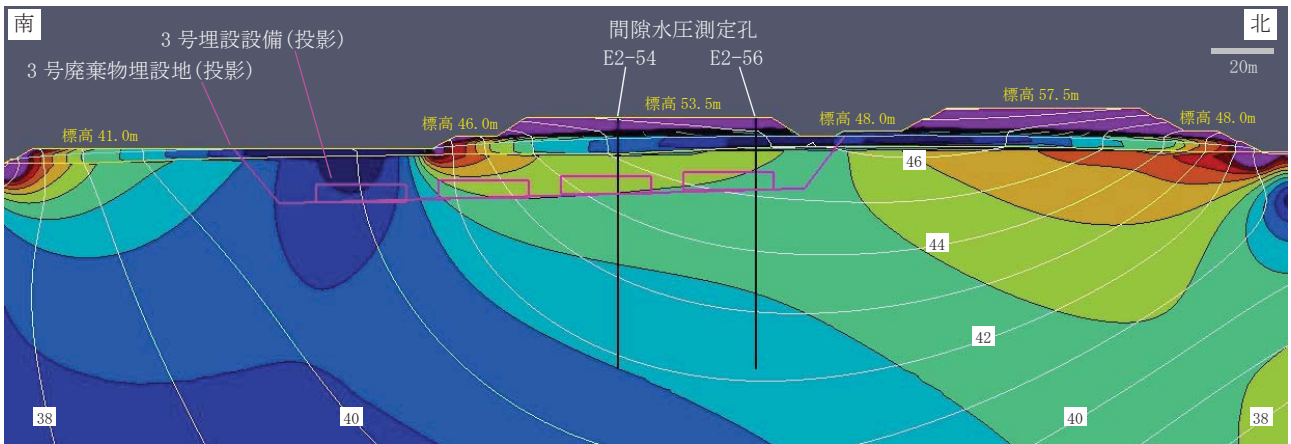 南
北
3 号埋設設備(投影)
3 号廃棄物埋設地(投影)
間隙水圧測定孔
E2-54
E2-56
20m
標高 41.0m
標高 46.0m
標高 53.5m
標高 48.0m
標高 57.5m
標高 48.0m
46
44
42
38
40
40
38